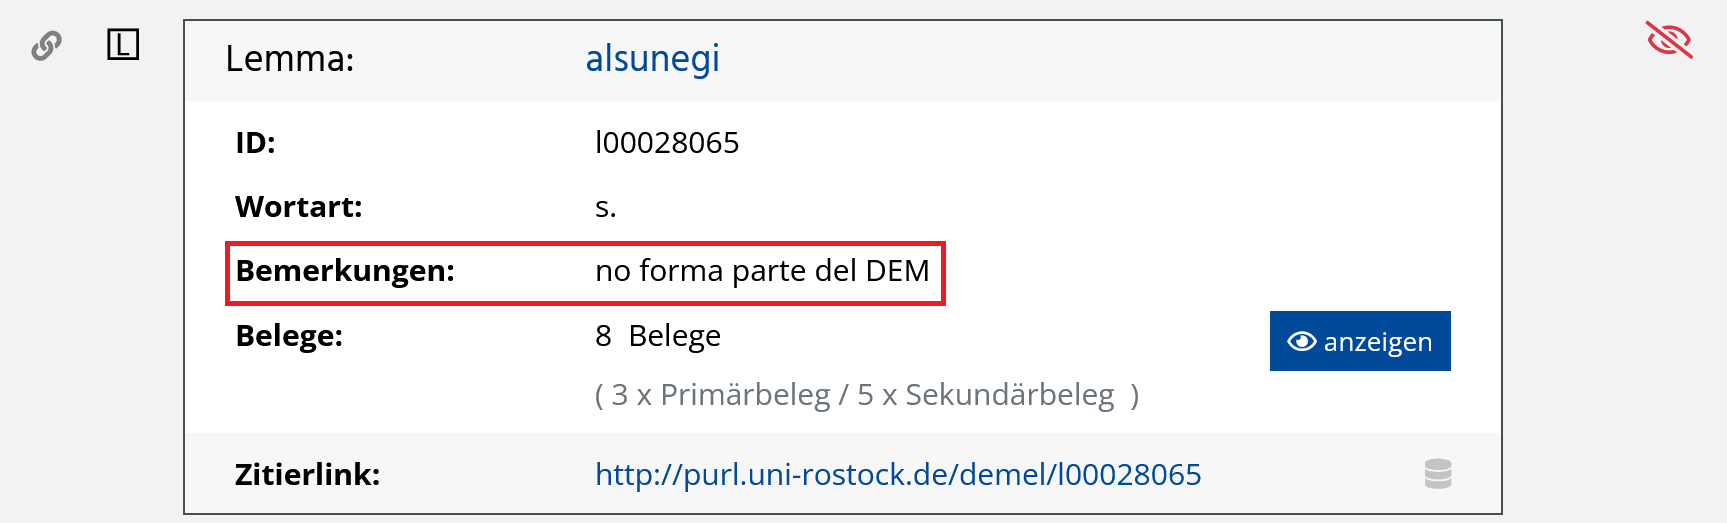 L
Lemma: alsunegi
ID: l00028065
Wortart: s.
Bemerkungen: no forma parte del DEM
Belege: 8 Belege
anzeigen
( 3 x Primärbeleg / 5 x Sekundärbeleg )
Zitierlink: http://purl.uni-rostock.de/demel/l00028065